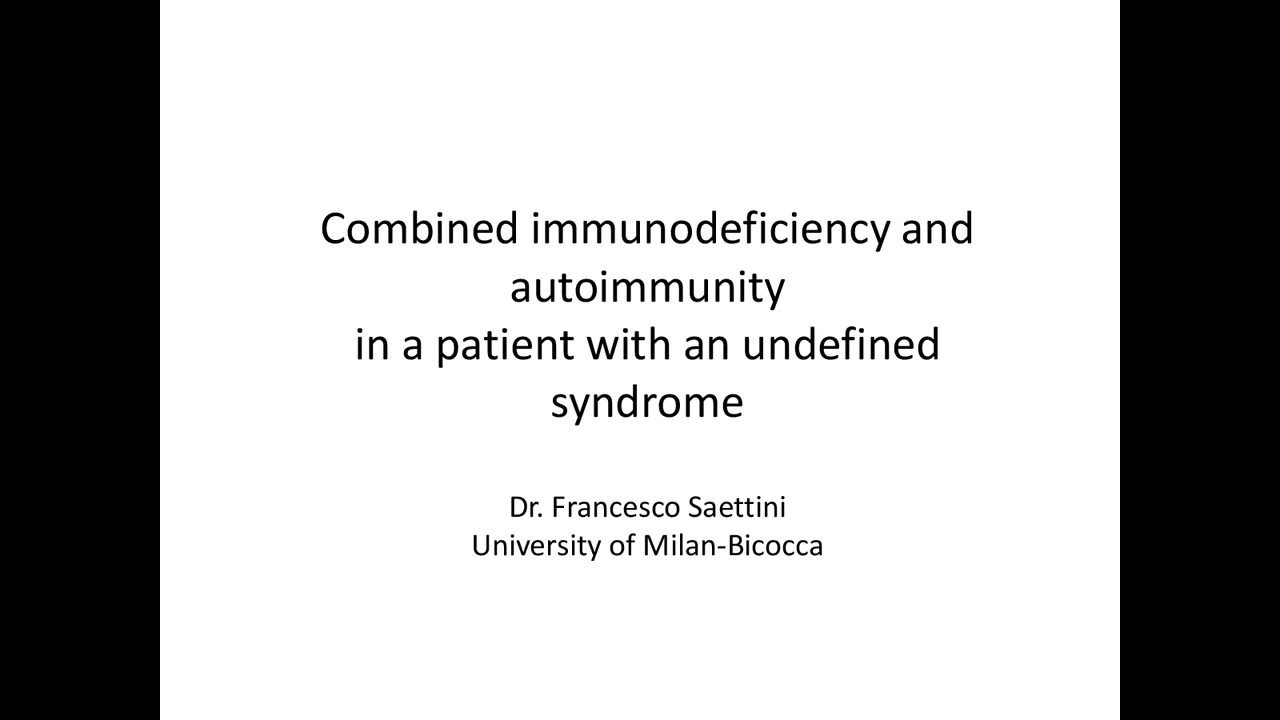 Combined immunodeficiency and
autoimmunity
in a patient with an undefined
syndrome
Dr. Francesco Saettini
University of Milan-Bicocca